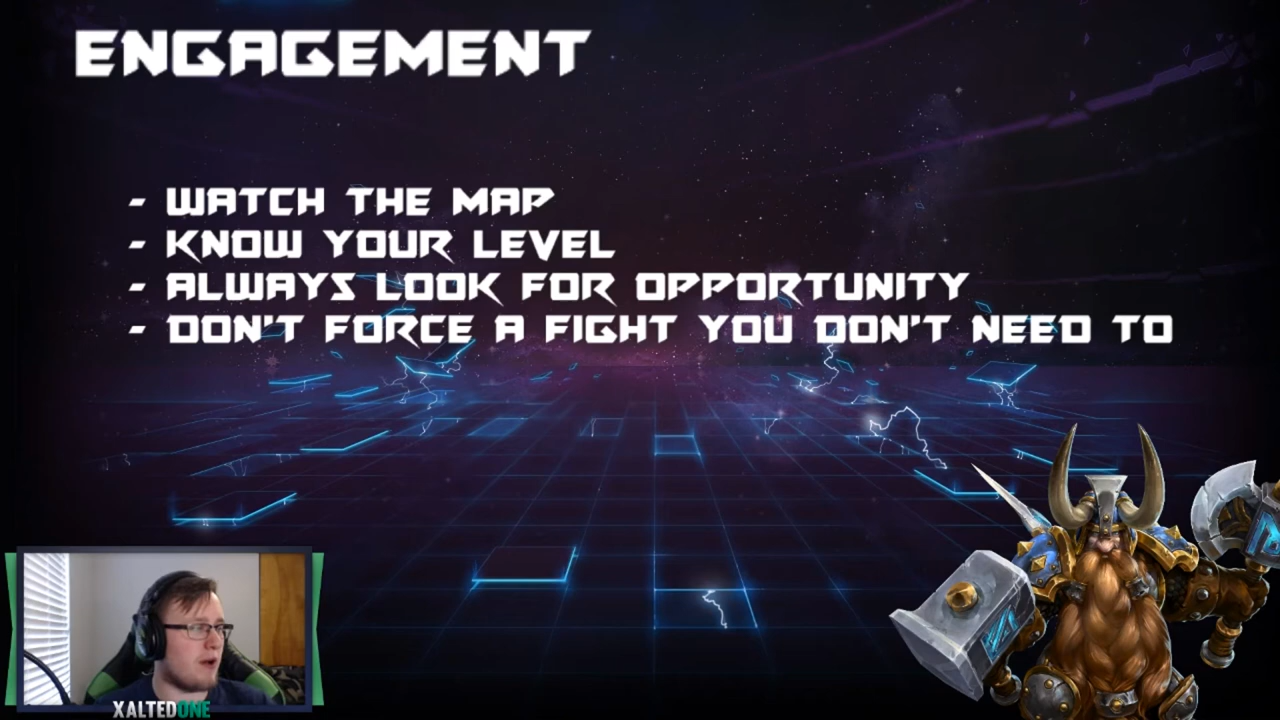 ENGAGEMENT
- WATCH THE MAP
- KNOW YOUR LEVEL
- ALWAYS LOOK FOR OPPORTUNITY
- DON'T FORCE A FIGHT YOU DON'T NEED TO
XALTEDONE